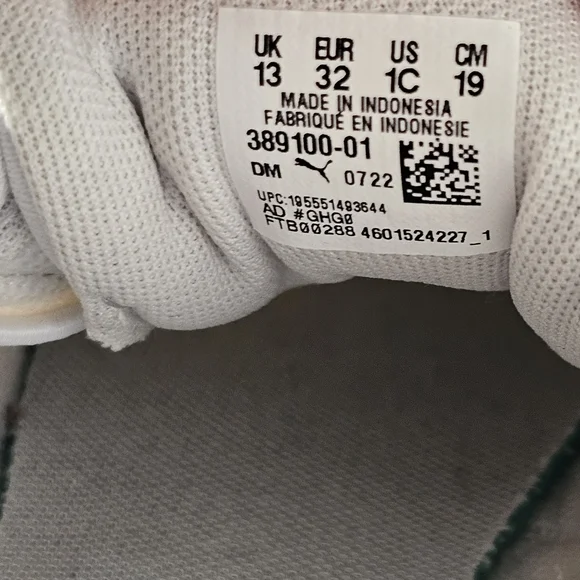 UK EUR US CM
13 32 1C 19
MADE IN INDONESIA
FABRIQUÉ EN INDONESIE
389100-01
DM 0722
UPC:195551493644
AD #GHG0
FTB00288 4601524227_1